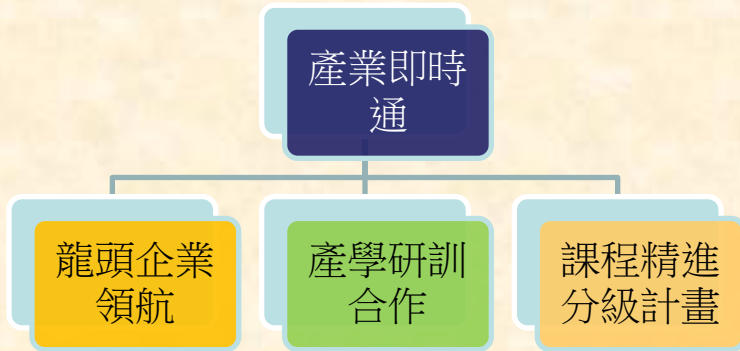 產業即時
通
龍頭企業
領航
產學研訓
合作
課程精進
分級計畫